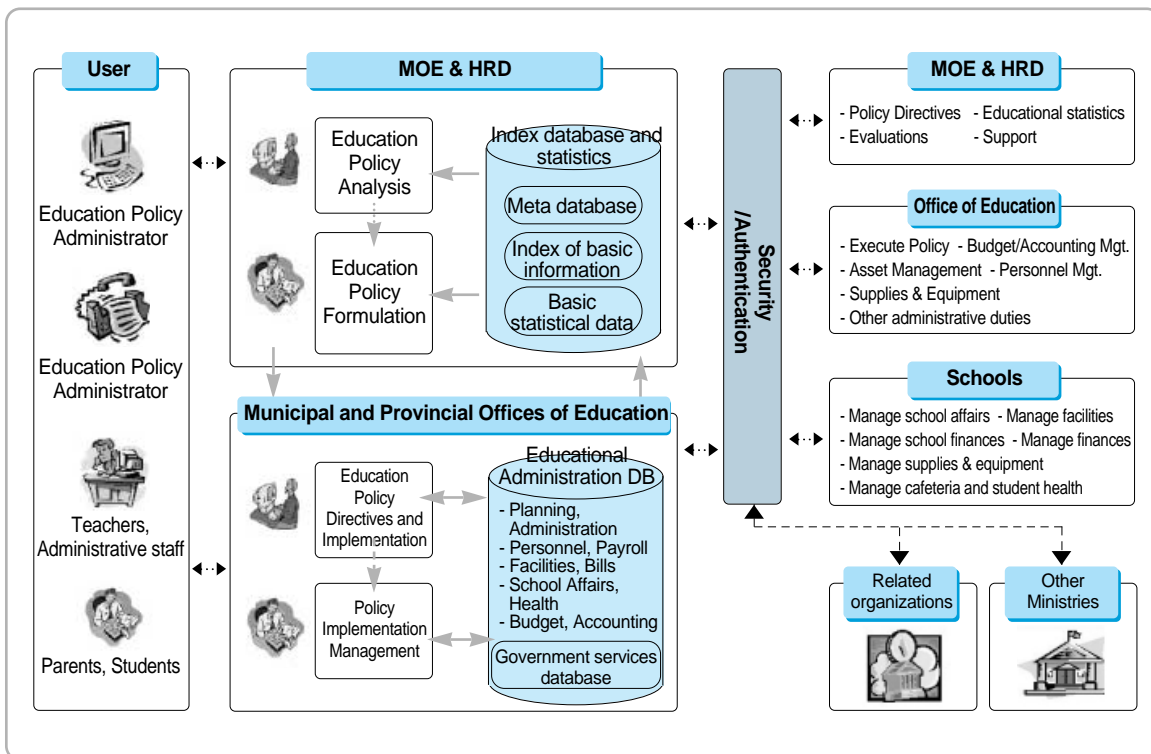 User
Education Policy
Administrator
Education Policy
Administrator
Teachers,
Administrative staff
Parents, Students
MOE & HRD
Education
Policy
Analysis
Education
Policy
Formulation
Index database and
statistics
Meta database
Index of basic
information
Basic
statistical data
Municipal and Provincial Offices of Education
Education
Policy
Directives and
Implementation
Policy
Implementation
Management
Educational
Administration DB
- Planning,
Administration
- Personnel, Payroll
- Facilities, Bills
- School Affairs,
Health
- Budget, Accounting
Government services
database
Security
/Authentication
MOE & HRD
- Policy Directives - Educational statistics
- Evaluations - Support
Office of Education
- Execute Policy - Budget/Accounting Mgt.
- Asset Management - Personnel Mgt.
- Supplies & Equipment
- Other administrative duties
Schools
- Manage school affairs - Manage facilities
- Manage school finances - Manage finances
- Manage supplies & equipment
- Manage cafeteria and student health
Related
organizations
Other
Ministries